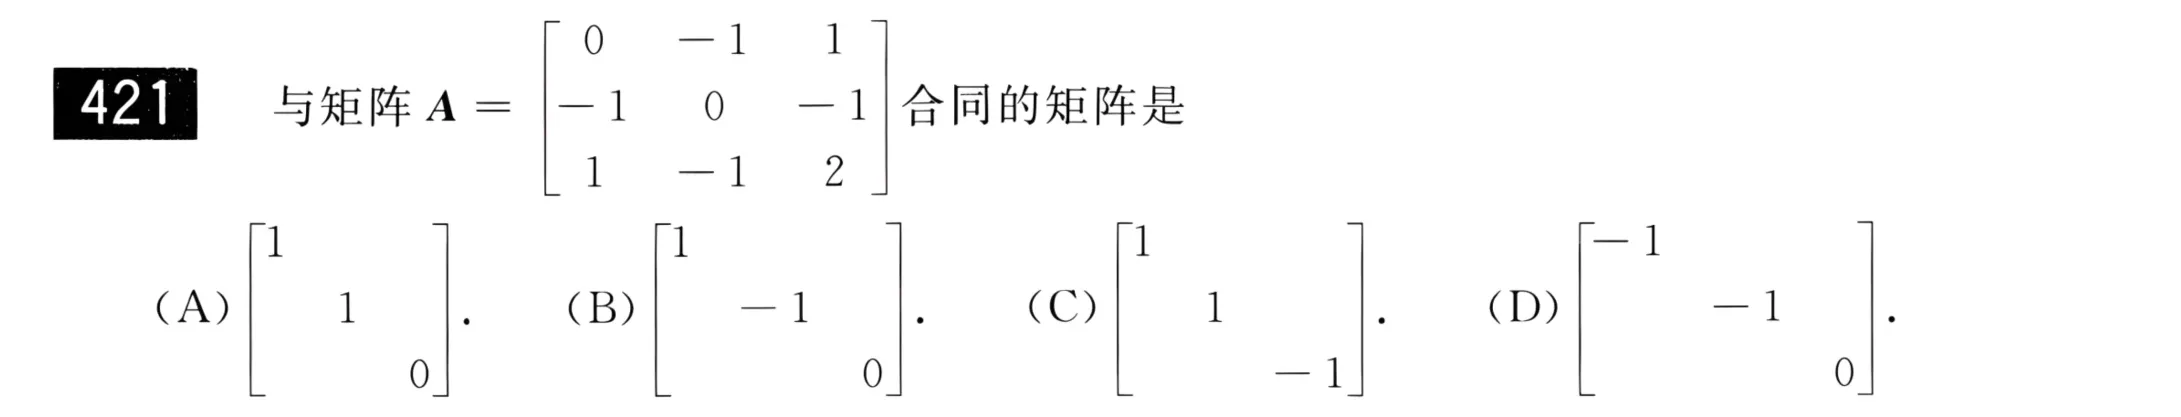 421 与矩阵 $\boldsymbol{A} = \begin{bmatrix} 0 & -1 & 1 \\ -1 & 0 & -1 \\ 1 & -1 & 2 \end{bmatrix}$ 合同的矩阵是
(A) $\begin{bmatrix} 1 & & \\ & 1 & \\ & & 0 \end{bmatrix}$. (B) $\begin{bmatrix} 1 & & \\ & -1 & \\ & & 0 \end{bmatrix}$. (C) $\begin{bmatrix} 1 & & \\ & 1 & \\ & & -1 \end{bmatrix}$. (D) $\begin{bmatrix} -1 & & \\ & -1 & \\ & & 0 \end{bmatrix}$.